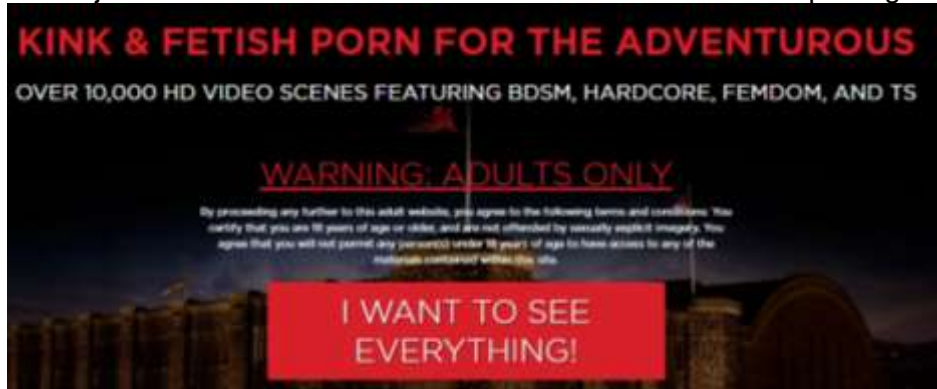 KINK & FETISH PORN FOR THE ADVENTUROUS
OVER 10,000 HD VIDEO SCENES FEATURING BDSM, HARDCORE, FEMDOM, AND TS
WARNING: ADULTS ONLY
By proceeding any further to this adult website, you agree to the following terms and conditions: You
certify that you are 18 years of age or older, and are not offended by sexually explicit imagery. You
agree that you will not permit any person(s) under 18 years of age to have access to any of the
materials contained within this site.
I WANT TO SEE
EVERYTHING!